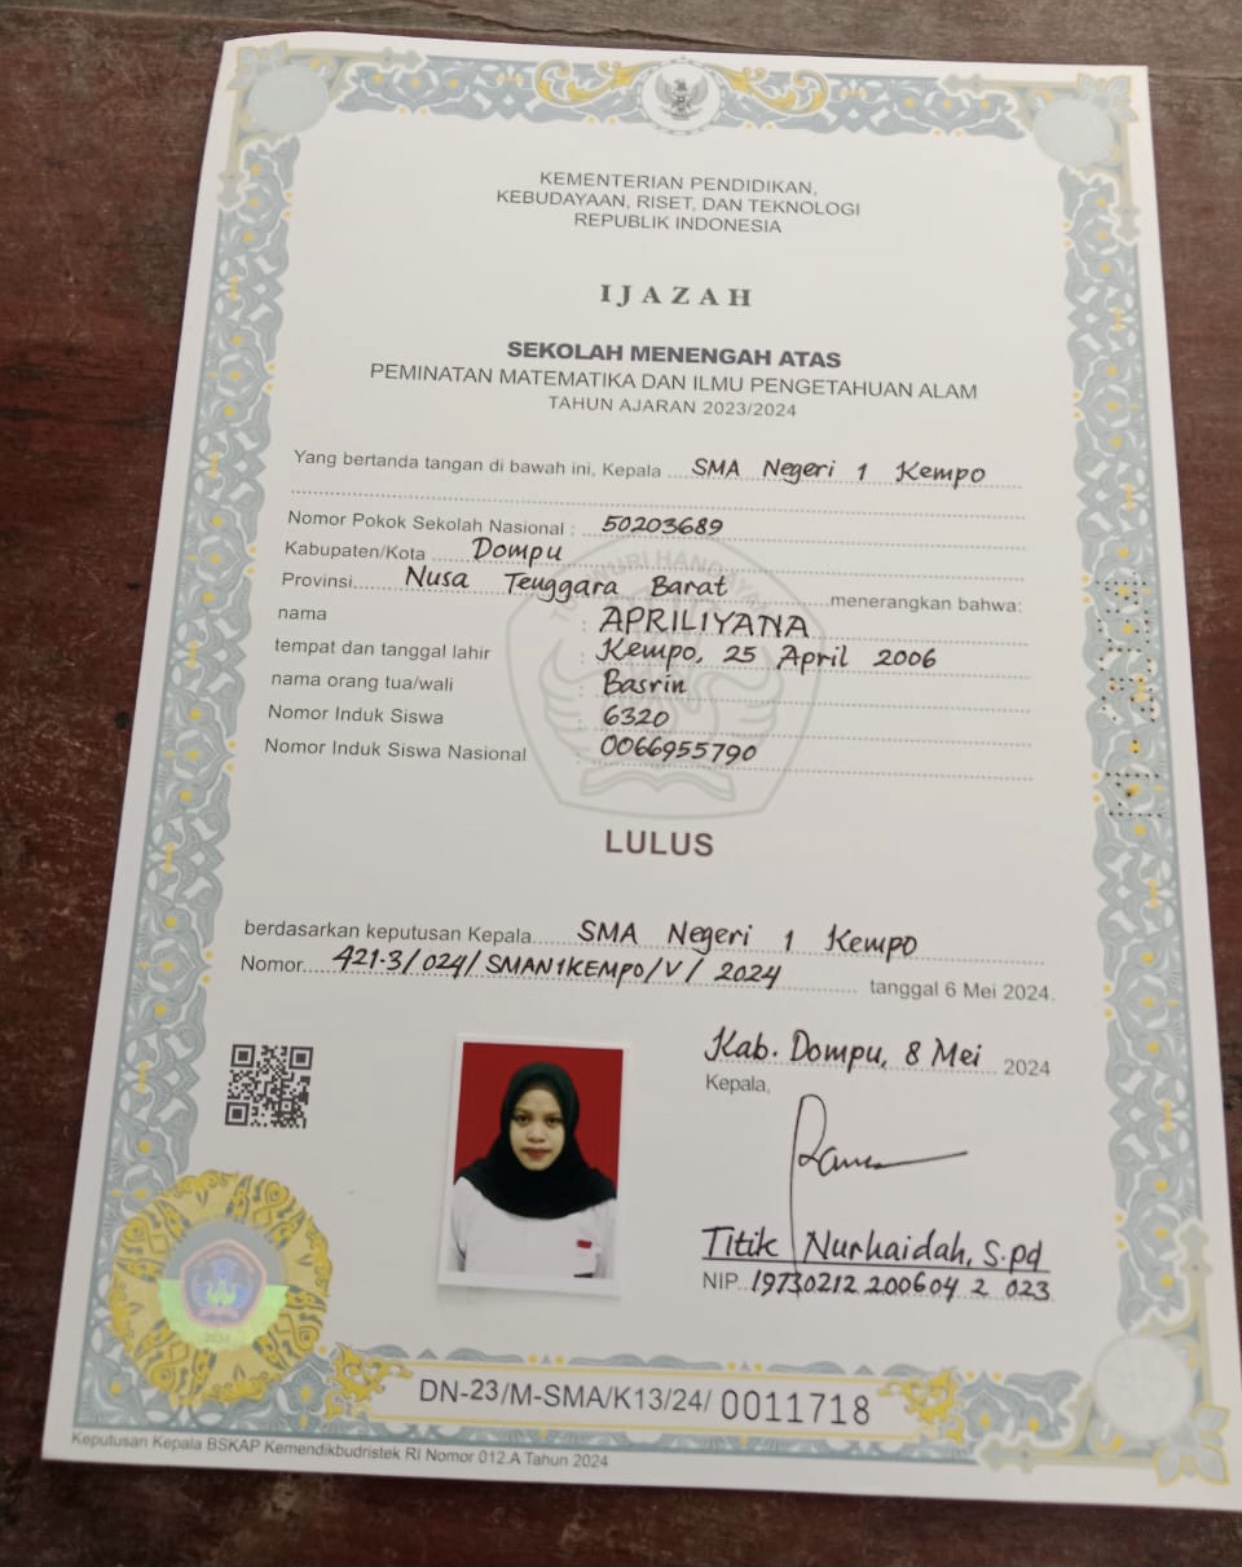 KEMENTERIAN PENDIDIKAN,
KEBUDAYAAN, RISET, DAN TEKNOLOGI
REPUBLIK INDONESIA
IJAZAH
SEKOLAH MENENGAH ATAS
PEMINATAN MATEMATIKA DAN ILMU PENGETAHUAN ALAM
TAHUN AJARAN 2023/2024
Yang bertanda tangan di bawah ini, Kepala SMA Negeri 1 Kempo
Nomor Pokok Sekolah Nasional : 50203689
Kabupaten/Kota Dompu
Provinsi Nusa Tenggara Barat menerangkan bahwa:
nama : APRILIYANA
tempat dan tanggal lahir : Kempo, 25 April 2006
nama orang tua/wali : Basrin
Nomor Induk Siswa : 6320
Nomor Induk Siswa Nasional : 0066955790
TUT WURI HANDAYANI
LULUS
berdasarkan keputusan Kepala SMA Negeri 1 Kempo
Nomor 421.3/024/SMAN1KEMPO/V/2024 tanggal 6 Mei 2024.
Kab. Dompu, 8 Mei 2024
Kepala,
Titik Nurhaidah, S.pd
NIP. 19730212 200604 2 023
DN-23/M-SMA/K13/24/ 0011718
Keputusan Kepala BSKAP Kemendikbudristek RI Nomor 012.A Tahun 2024